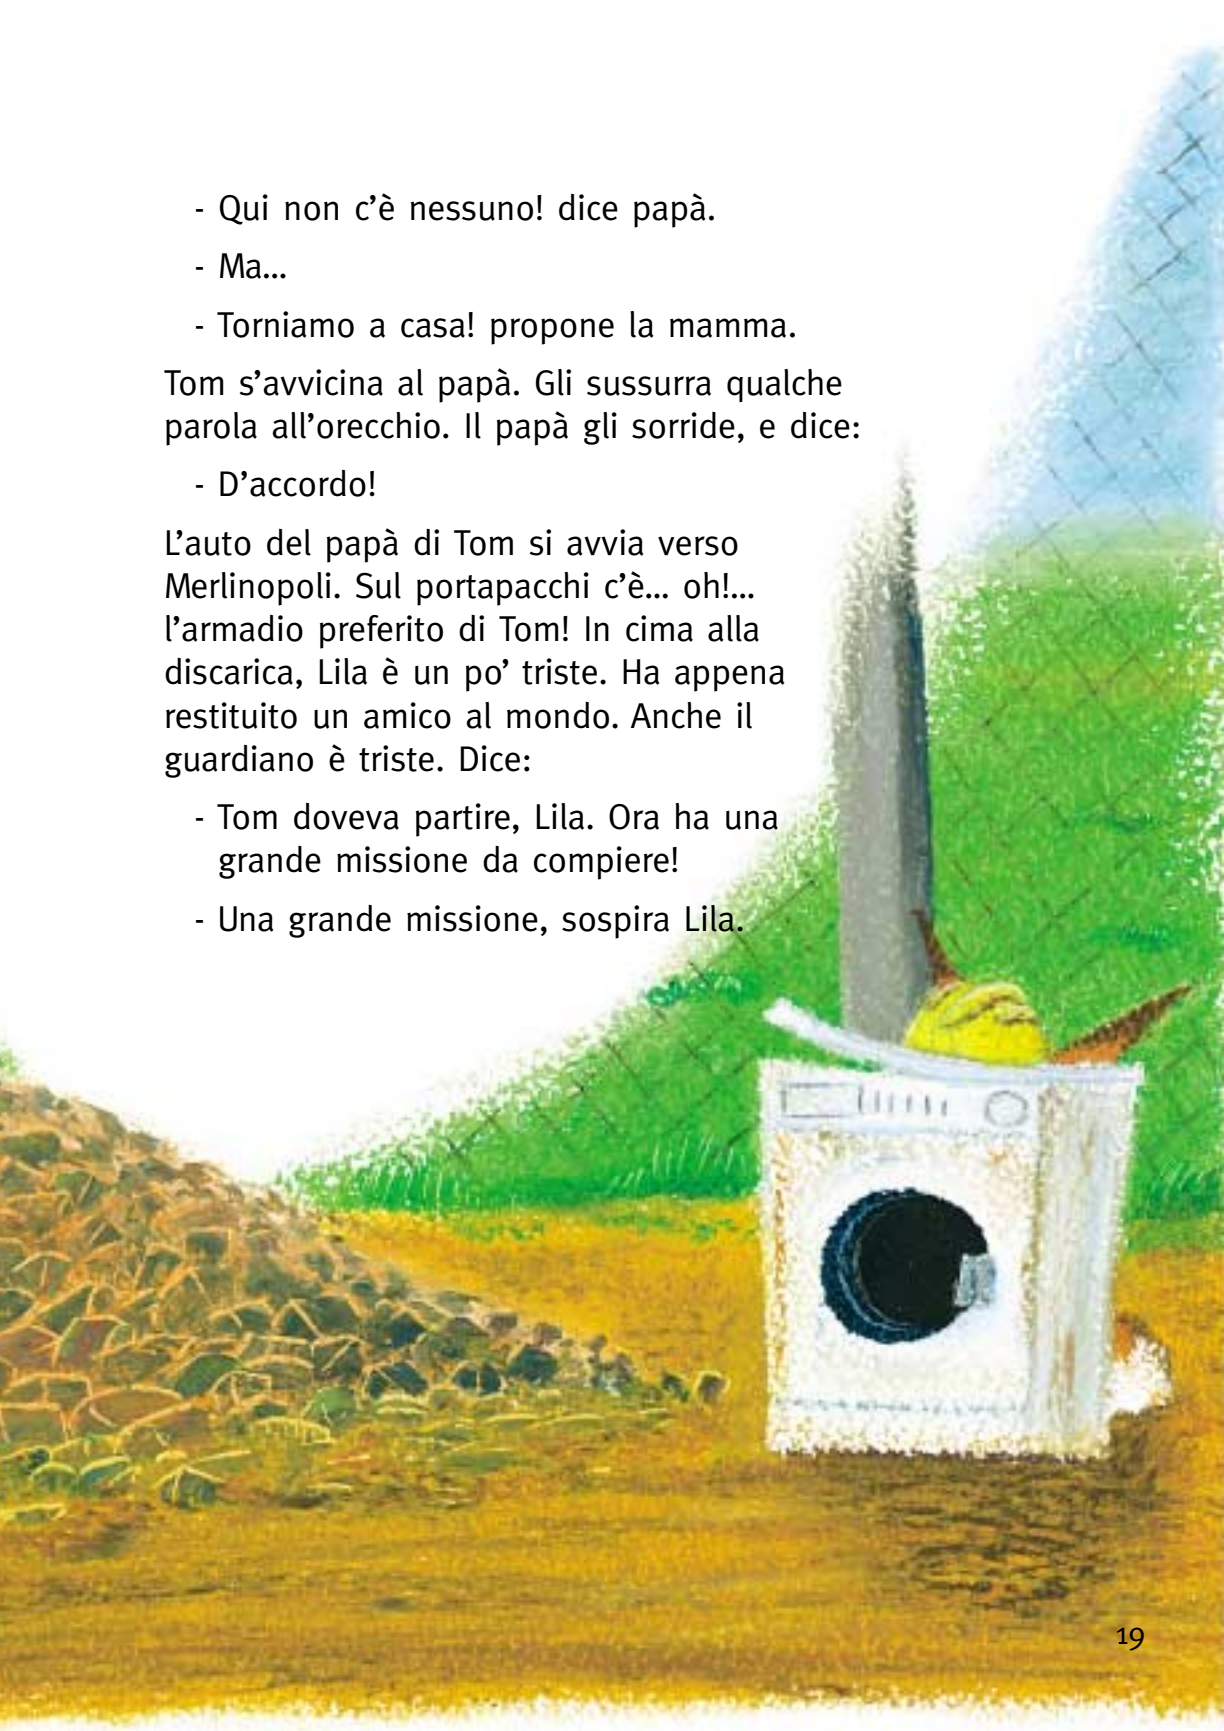 - Qui non c’è nessuno! dice papà.
- Ma...
- Torniamo a casa! propone la mamma.
Tom s’avvicina al papà. Gli sussurra qualche
parola all’orecchio. Il papà gli sorride, e dice:
- D’accordo!
L’auto del papà di Tom si avvia verso
Merlinopoli. Sul portapacchi c’è... oh!...
l’armadio preferito di Tom! In cima alla
discarica, Lila è un po’ triste. Ha appena
restituito un amico al mondo. Anche il
guardiano è triste. Dice:
- Tom doveva partire, Lila. Ora ha una
grande missione da compiere!
- Una grande missione, sospira Lila.
19